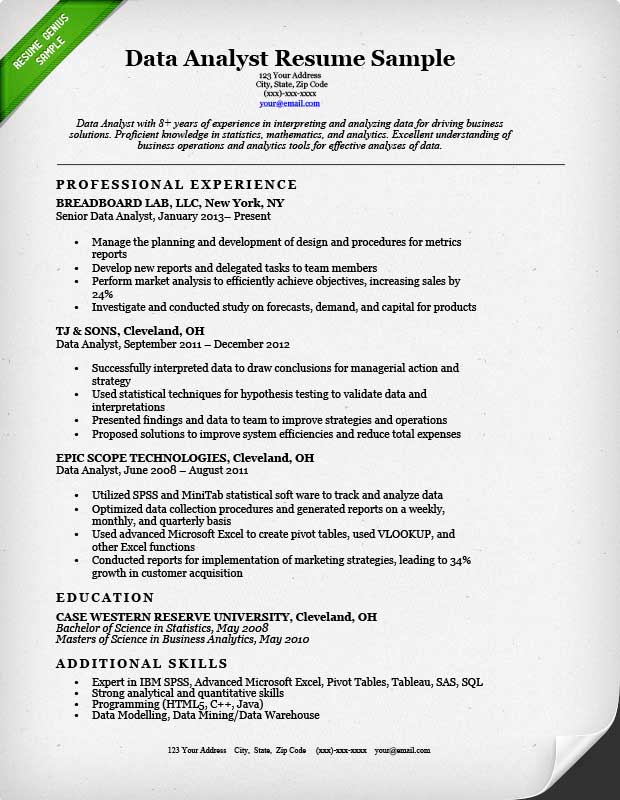 RESUME GENIUS
SAMPLE
Data Analyst Resume Sample
123 Your Address
City, State, Zip Code
(xxx)-xxx-xxxx
your@email.com
Data Analyst with 8+ years of experience in interpreting and analyzing data for driving business
solutions. Proficient knowledge in statistics, mathematics, and analytics. Excellent understanding of
business operations and analytics tools for effective analyses of data.
PROFESSIONAL EXPERIENCE
BREADBOARD LAB, LLC, New York, NY
Senior Data Analyst, January 2013– Present
• Manage the planning and development of design and procedures for metrics
reports
• Develop new reports and delegated tasks to team members
• Perform market analysis to efficiently achieve objectives, increasing sales by
24%
• Investigate and conducted study on forecasts, demand, and capital for products
TJ & SONS, Cleveland, OH
Data Analyst, September 2011 – December 2012
• Successfully interpreted data to draw conclusions for managerial action and
strategy
• Used statistical techniques for hypothesis testing to validate data and
interpretations
• Presented findings and data to team to improve strategies and operations
• Proposed solutions to improve system efficiencies and reduce total expenses
EPIC SCOPE TECHNOLOGIES, Cleveland, OH
Data Analyst, June 2008 – August 2011
• Utilized SPSS and MiniTab statistical soft ware to track and analyze data
• Optimized data collection procedures and generated reports on a weekly,
monthly, and quarterly basis
• Used advanced Microsoft Excel to create pivot tables, used VLOOKUP, and
other Excel functions
• Conducted reports for implementation of marketing strategies, leading to 34%
growth in customer acquisition
EDUCATION
CASE WESTERN RESERVE UNIVERSITY, Cleveland, OH
Bachelor of Science in Statistics, May 2008
Masters of Science in Business Analytics, May 2010
ADDITIONAL SKILLS
• Expert in IBM SPSS, Advanced Microsoft Excel, Pivot Tables, Tableau, SAS, SQL
• Strong analytical and quantitative skills
• Programming (HTML5, C++, Java)
• Data Modelling, Data Mining/Data Warehouse
123 Your Address City, State, Zip Code (xxx)-xxx-xxxx your@email.com